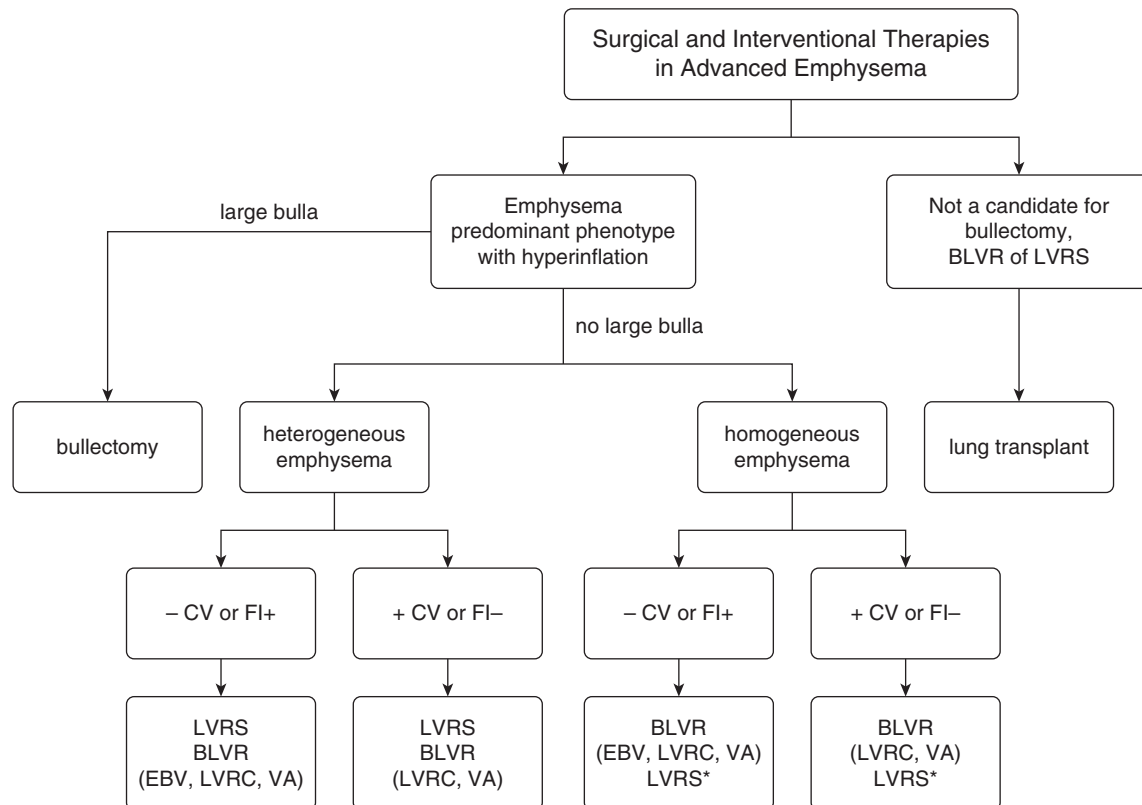 Surgical and Interventional Therapies
in Advanced Emphysema
large bulla
Emphysema
predominant phenotype
with hyperinflation
Not a candidate for
bullectomy,
BLVR of LVRS
no large bulla
bullectomy
heterogeneous
emphysema
homogeneous
emphysema
lung transplant
– CV or FI+
+ CV or FI–
– CV or FI+
+ CV or FI–
LVRS
BLVR
(EBV, LVRC, VA)
LVRS
BLVR
(LVRC, VA)
BLVR
(EBV, LVRC, VA)
LVRS*
BLVR
(LVRC, VA)
LVRS*